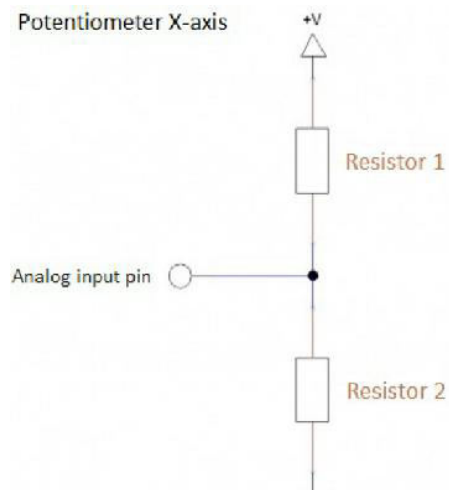 Potentiometer X-axis
+V
Resistor 1
Analog input pin
Resistor 2